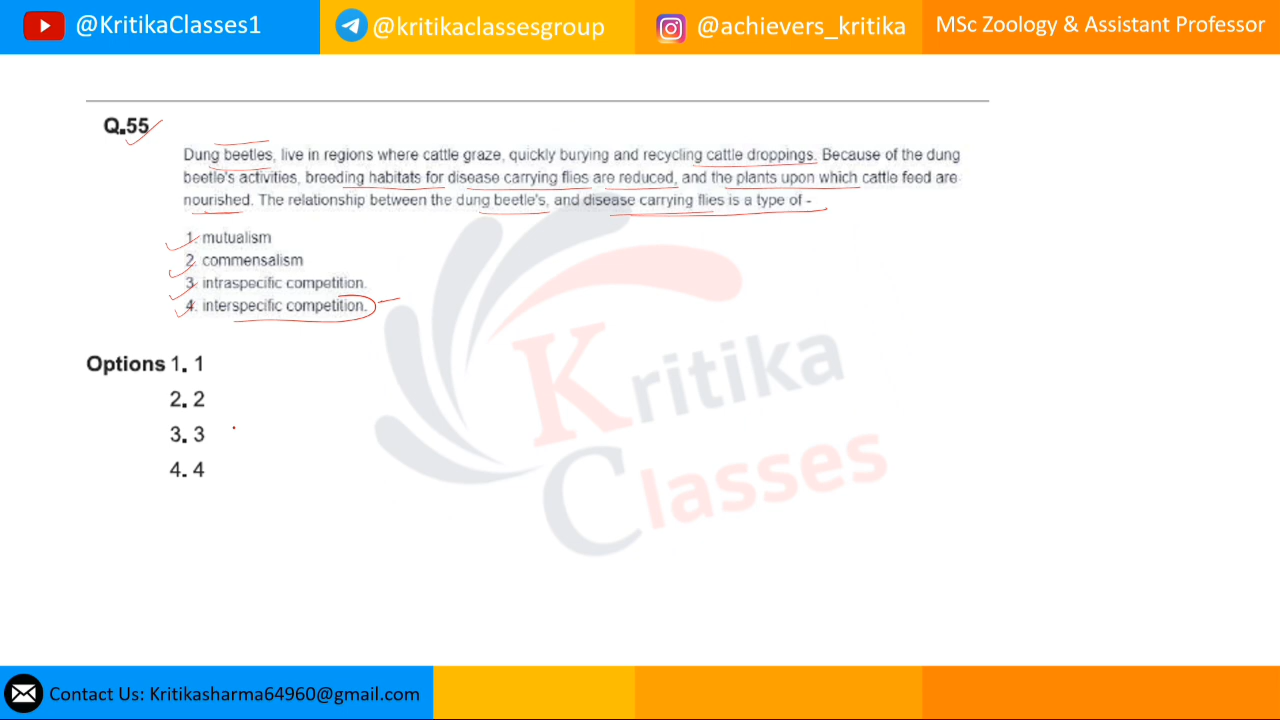 @KritikaClasses1
@kritikaclassesgroup
@achievers_kritika
MSc Zoology & Assistant Professor
Q.55
Dung beetles, live in regions where cattle graze, quickly burying and recycling cattle droppings. Because of the dung
beetle's activities, breeding habitats for disease carrying flies are reduced, and the plants upon which cattle feed are
nourished. The relationship between the dung beetle's, and disease carrying flies is a type of -
1. mutualism
2. commensalism
3. intraspecific competition.
4. interspecific competition.
Options 1. 1
2. 2
3. 3
4. 4
Kritika
Classes
Contact Us: Kritikasharma64960@gmail.com